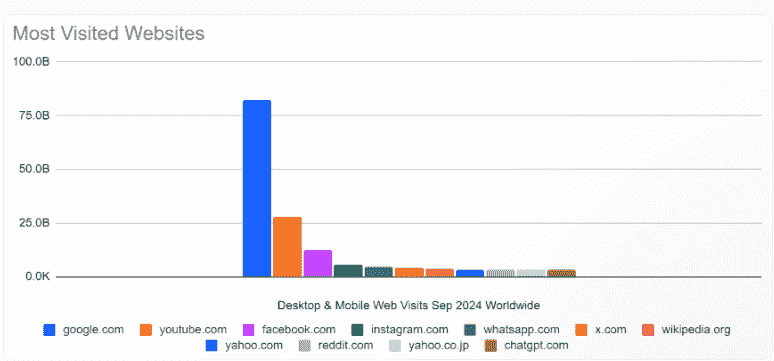 Most Visited Websites
100.0B
75.0B
50.0B
25.0B
0.0K
Desktop & Mobile Web Visits Sep 2024 Worldwide
google.com youtube.com facebook.com instagram.com whatsapp.com x.com wikipedia.org
yahoo.com reddit.com yahoo.co.jp chatgpt.com